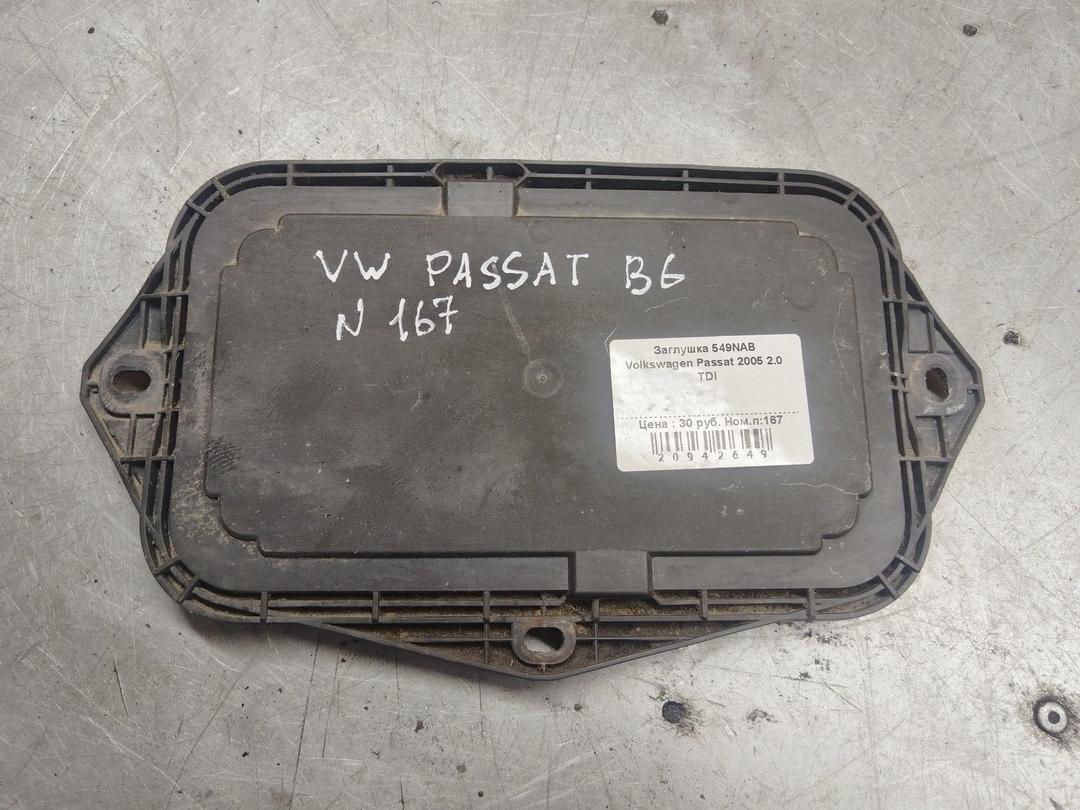 VW PASSAT B6
N 167
Заглушка 549NAB
Volkswagen Passat 2005 2.0
TDi
Цена : 30 руб. Ном.п:167
20942649